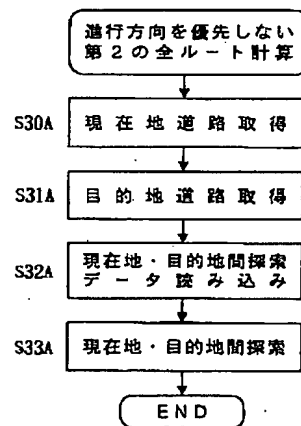 進行方向を優先しない
第2の全ルート計算
S30A 現在地道路取得
S31A 目的地道路取得
現在地・目的地間探索
S32A データ読み込み
S33A 現在地・目的地間探索
END